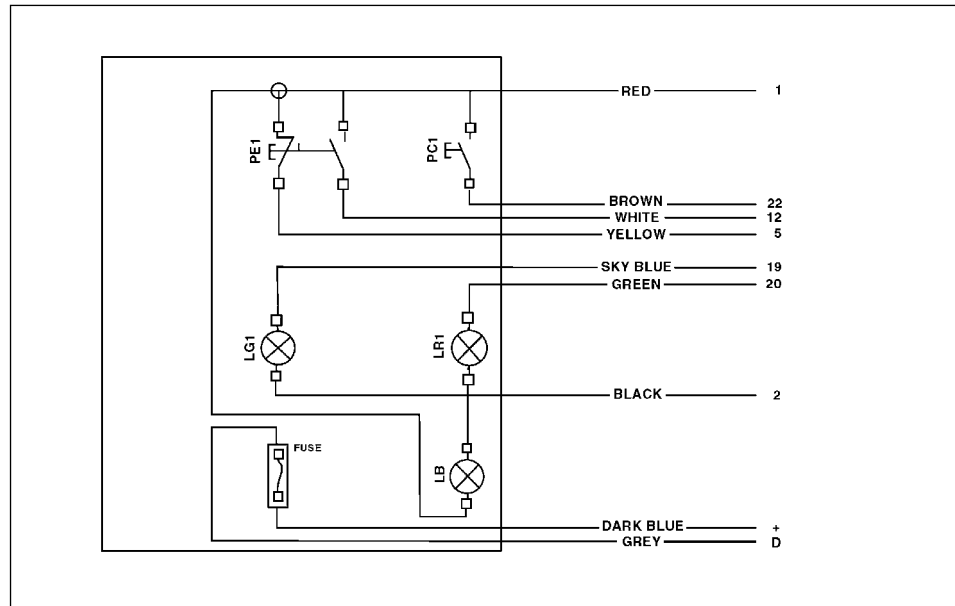 RED 1
PE1
PC1
BROWN 22
WHITE 12
YELLOW 5
SKY BLUE 19
GREEN 20
LG1
LR1
BLACK 2
FUSE
LB
DARK BLUE +
GREY D